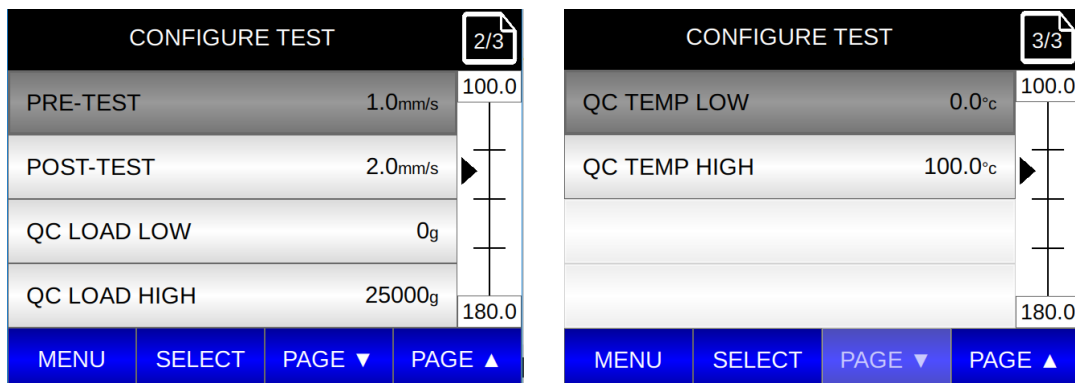 CONFIGURE TEST 2/3
PRE-TEST 1.0mm/s 100.0
POST-TEST 2.0mm/s
QC LOAD LOW 0g
QC LOAD HIGH 25000g 180.0
MENU SELECT PAGE ▼ PAGE ▲
CONFIGURE TEST 3/3
QC TEMP LOW 0.0°c 100.0
QC TEMP HIGH 100.0°c
180.0
MENU SELECT PAGE ▼ PAGE ▲